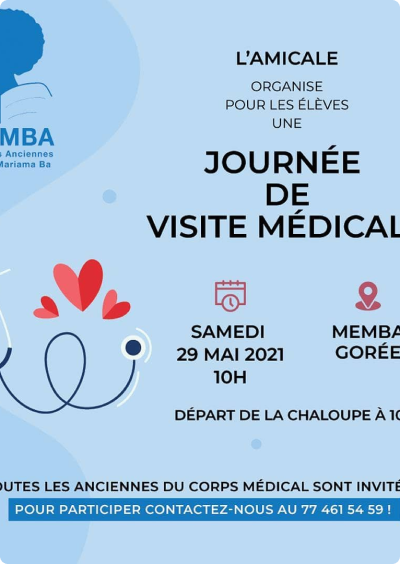 L'AMICALE
ORGANISE
POUR LES ÉLÈVES
UNE
MBA
s Anciennes
Mariama Ba
JOURNÉE
DE
VISITE MÉDICAL
SAMEDI
29 MAI 2021
10H
MEMBA
GORÉE
DÉPART DE LA CHALOUPE À 10
OUTES LES ANCIENNES DU CORPS MÉDICAL SONT INVITÉ
POUR PARTICIPER CONTACTEZ-NOUS AU 77 461 54 59 !